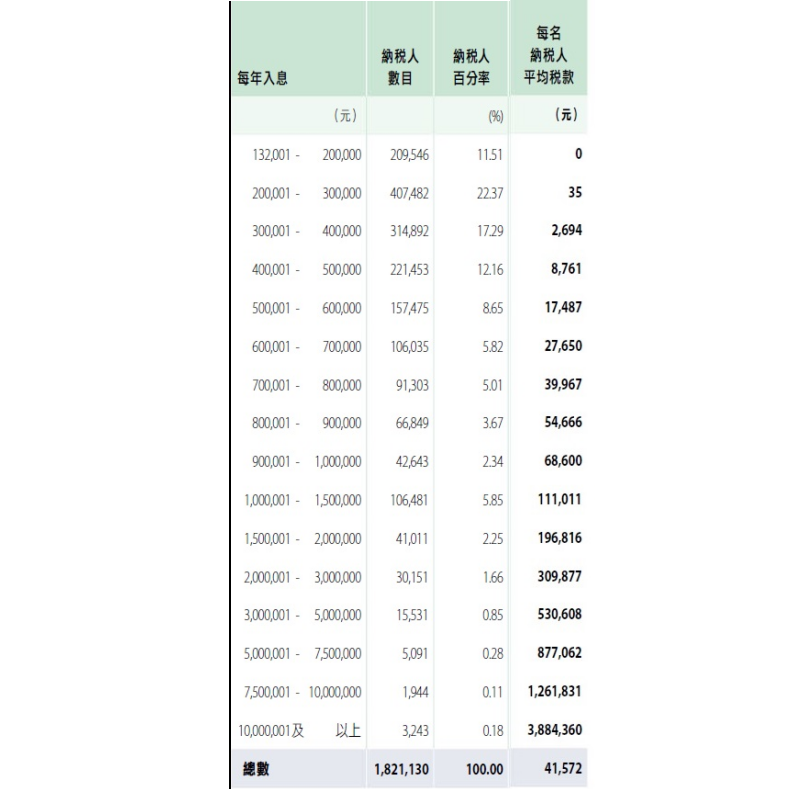 每年入息 納税人數目 納税人百分率 每名納税人平均税款
(元) (%) (元)
132,001 - 200,000 209,546 11.51 0
200,001 - 300,000 407,482 22.37 35
300,001 - 400,000 314,892 17.29 2,694
400,001 - 500,000 221,453 12.16 8,761
500,001 - 600,000 157,475 8.65 17,487
600,001 - 700,000 106,035 5.82 27,650
700,001 - 800,000 91,303 5.01 39,967
800,001 - 900,000 66,849 3.67 54,666
900,001 - 1,000,000 42,643 2.34 68,600
1,000,001 - 1,500,000 106,481 5.85 111,011
1,500,001 - 2,000,000 41,011 2.25 196,816
2,000,001 - 3,000,000 30,151 1.66 309,877
3,000,001 - 5,000,000 15,531 0.85 530,608
5,000,001 - 7,500,000 5,091 0.28 877,062
7,500,001 - 10,000,000 1,944 0.11 1,261,831
10,000,001及 以上 3,243 0.18 3,884,360
總數 1,821,130 100.00 41,572